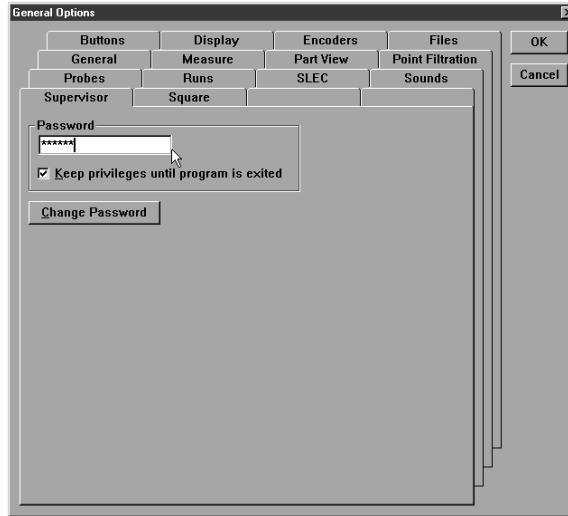 General Options
Buttons Display Encoders Files
General Measure Part View Point Filtration
Probes Runs SLEC Sounds
Supervisor Square
OK
Cancel
Password
******
Keep privileges until program is exited
Change Password